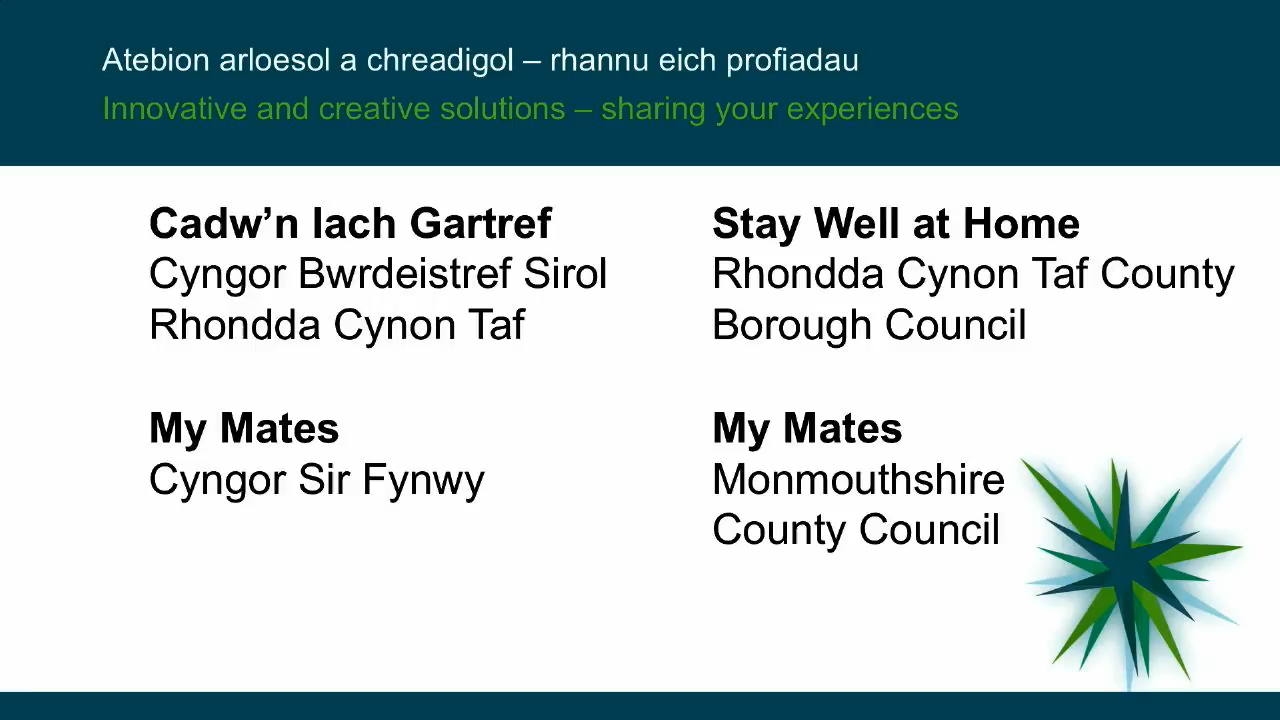 Atebion arloesol a chreadigol – rhannu eich profiadau
Innovative and creative solutions – sharing your experiences
Cadw’n Iach Gartref
Cyngor Bwrdeistref Sirol
Rhondda Cynon Taf
My Mates
Cyngor Sir Fynwy
Stay Well at Home
Rhondda Cynon Taf County
Borough Council
My Mates
Monmouthshire
County Council